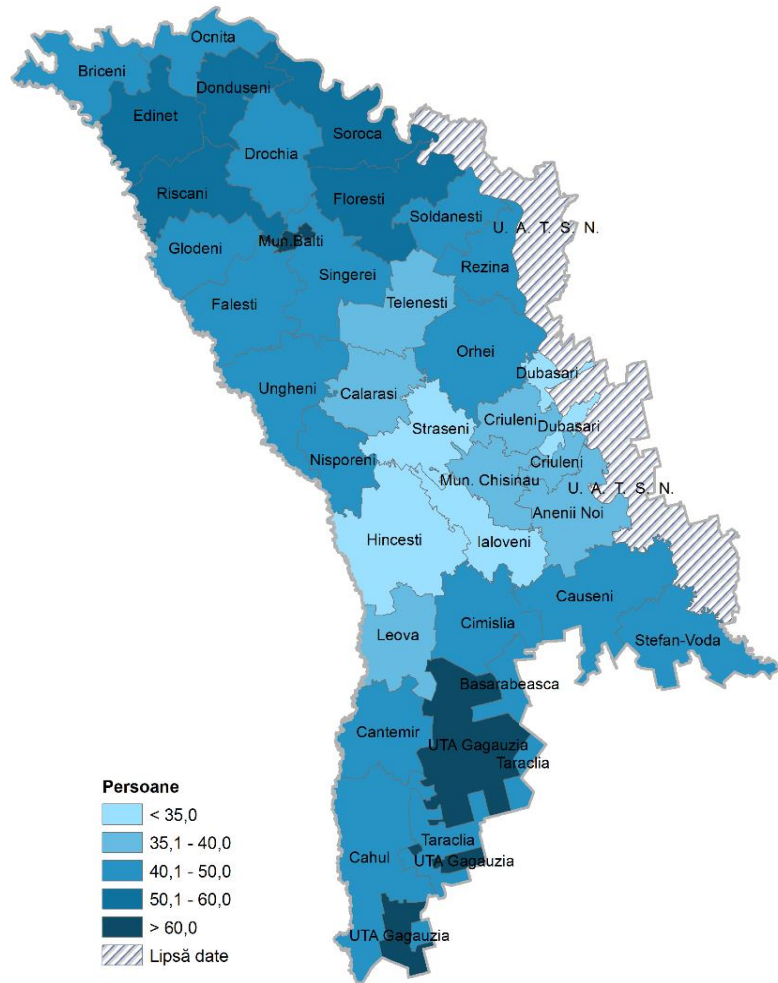 Ocnita
Briceni
Donduseni
Edinet
Soroca
Drochia
Riscani
Floresti
Soldanesti
U. A. T. S. N.
Mun.Balti
Glodeni
Rezina
Singerei
Telenesti
Falesti
Orhei
Dubasari
Ungheni
Calarasi
Criuleni
Dubasari
Straseni
Nisporeni
Criuleni
Mun. Chisinau
U. A. T. S. N.
Anenii Noi
Hincesti
Ialoveni
Causeni
Cimislia
Leova
Stefan-Voda
Basarabeasca
Cantemir
UTA Gagauzia
Taraclia
Persoane
< 35,0
35,1 - 40,0
40,1 - 50,0
50,1 - 60,0
> 60,0
Lipsă date
Taraclia
Cahul
UTA Gagauzia
UTA Gagauzia